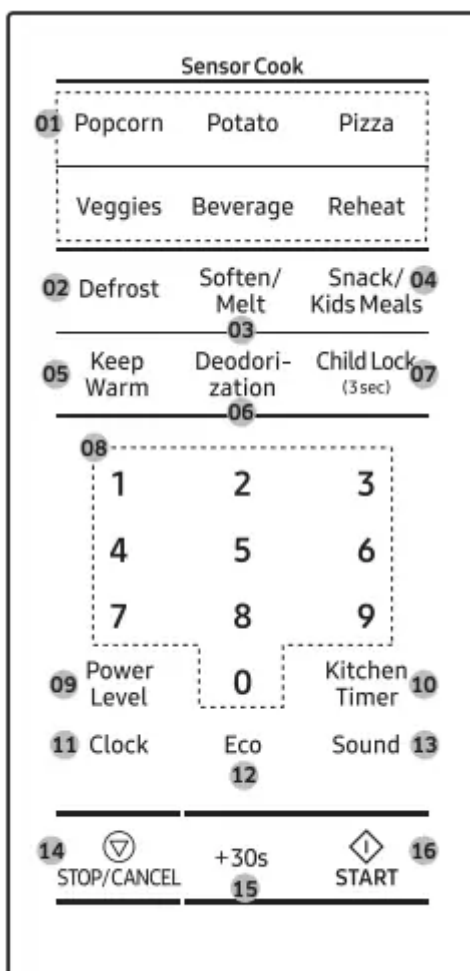 Sensor Cook
01 Popcorn Potato Pizza
Veggies Beverage Reheat
02 Defrost Soften/ Melt Snack/ Kids Meals 04
03
05 Keep Warm Deodori- zation Child Lock (3 sec) 07
06
08
1 2 3
4 5 6
7 8 9
09 Power Level 0 Kitchen Timer 10
11 Clock Eco Sound 13
12
14 STOP/CANCEL +30s START 16
15